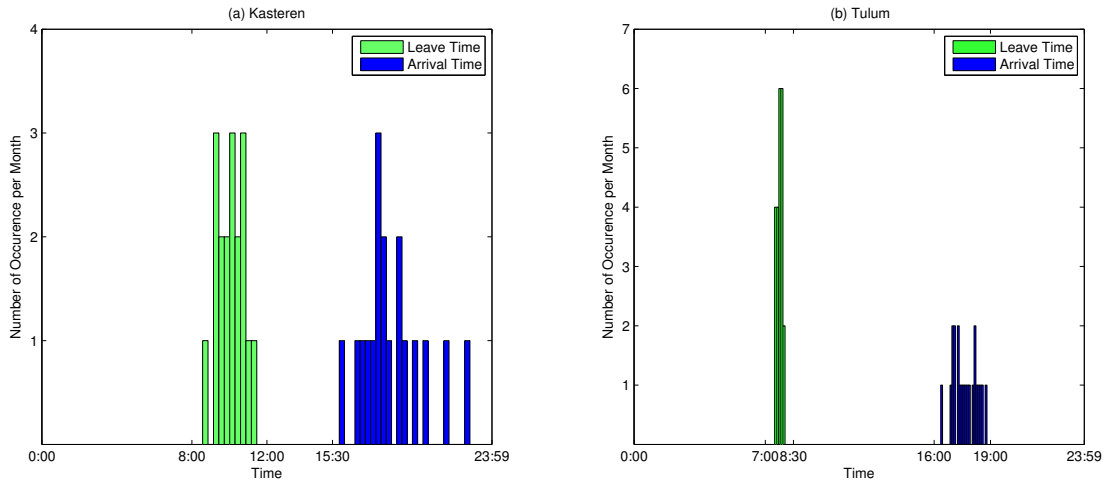 (a) Kasteren
4
3
2
1
Number of Occurence per Month
Leave Time
Arrival Time
0:00 8:00 12:00 15:30 23:59
Time
(b) Tulum
7
6
5
4
3
2
1
Number of Occurence per Month
Leave Time
Arrival Time
0:00 7:00 8:30 16:00 19:00 23:59
Time